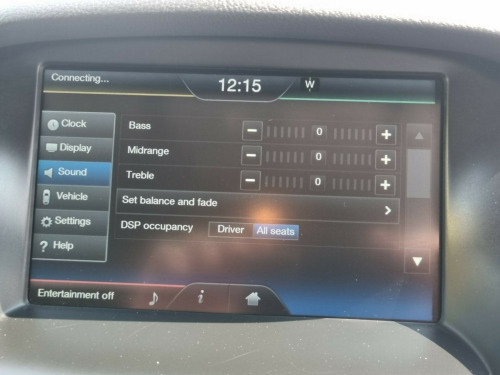 Connecting...
12:15
W
Clock
Display
Sound
Vehicle
Settings
? Help
Bass − 0 +
Midrange − 0 +
Treble − 0 +
Set balance and fade >
DSP occupancy Driver All seats
Entertainment off
i